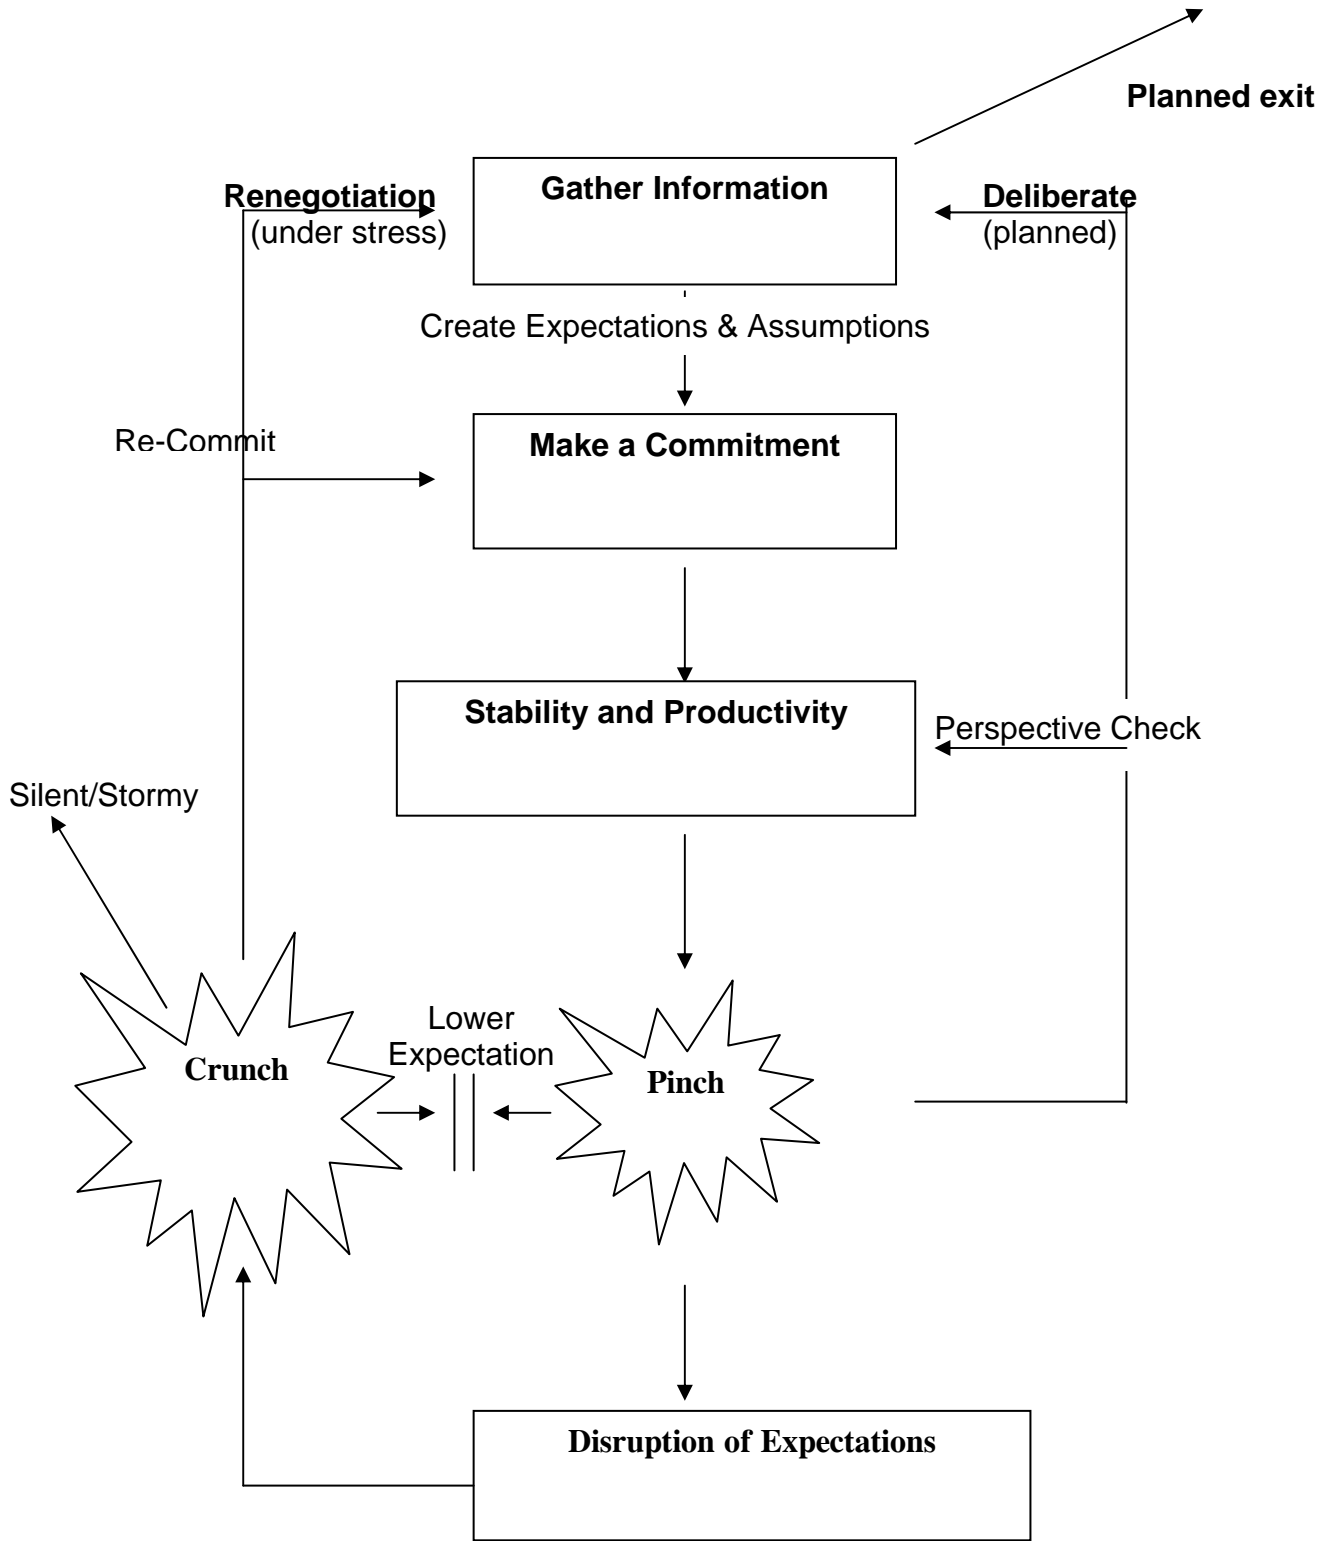 Planned exit
Renegotiation
(under stress)
Gather Information
Deliberate
(planned)
Create Expectations & Assumptions
Re-Commit
Make a Commitment
Stability and Productivity
Perspective Check
Silent/Stormy
Lower
Expectation
Crunch
Pinch
Disruption of Expectations